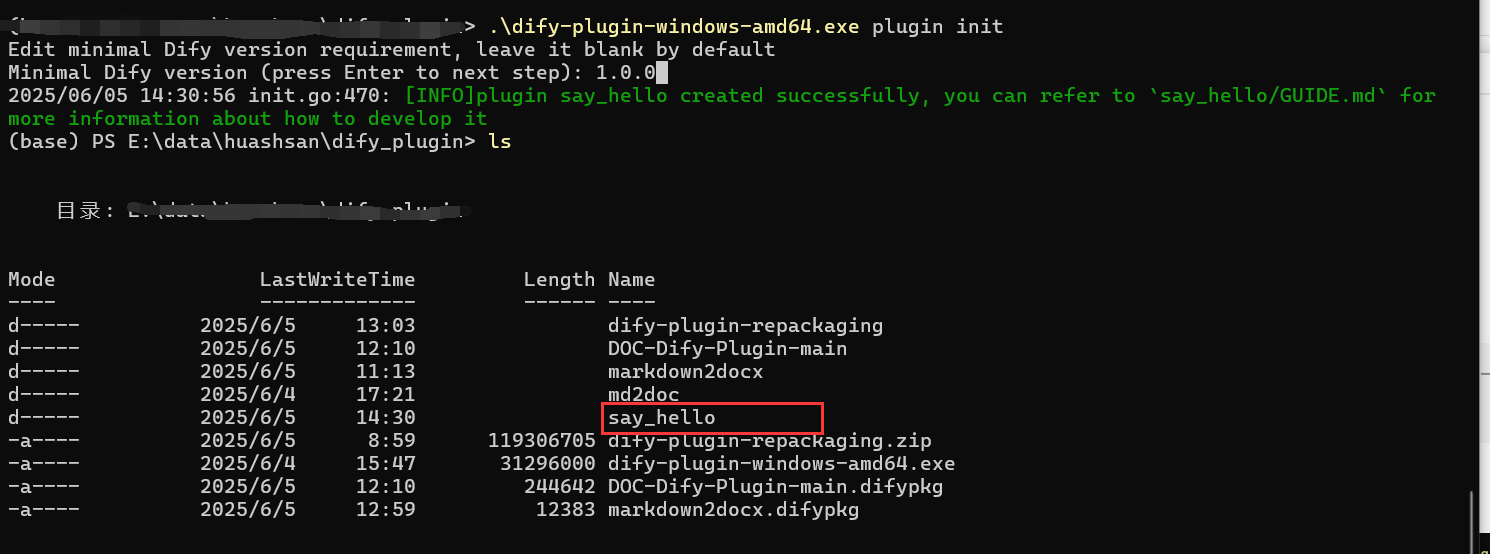 > .\dify-plugin-windows-amd64.exe plugin init
Edit minimal Dify version requirement, leave it blank by default
Minimal Dify version (press Enter to next step): 1.0.0
2025/06/05 14:30:56 init.go:470: [INFO]plugin say_hello created successfully, you can refer to `say_hello/GUIDE.md` for
more information about how to develop it
(base) PS E:\data\huashsan\dify_plugin> ls
目录:
Mode                 LastWriteTime         Length Name
----                 -------------         ------ ----
d-----          2025/6/5     13:03                dify-plugin-repackaging
d-----          2025/6/5     12:10                DOC-Dify-Plugin-main
d-----          2025/6/5     11:13                markdown2docx
d-----          2025/6/4     17:21                md2doc
d-----          2025/6/5     14:30                say_hello
-a----          2025/6/5      8:59      119306705 dify-plugin-repackaging.zip
-a----          2025/6/4     15:47       31296000 dify-plugin-windows-amd64.exe
-a----          2025/6/5     12:10         244642 DOC-Dify-Plugin-main.difypkg
-a----          2025/6/5     12:59          12383 markdown2docx.difypkg